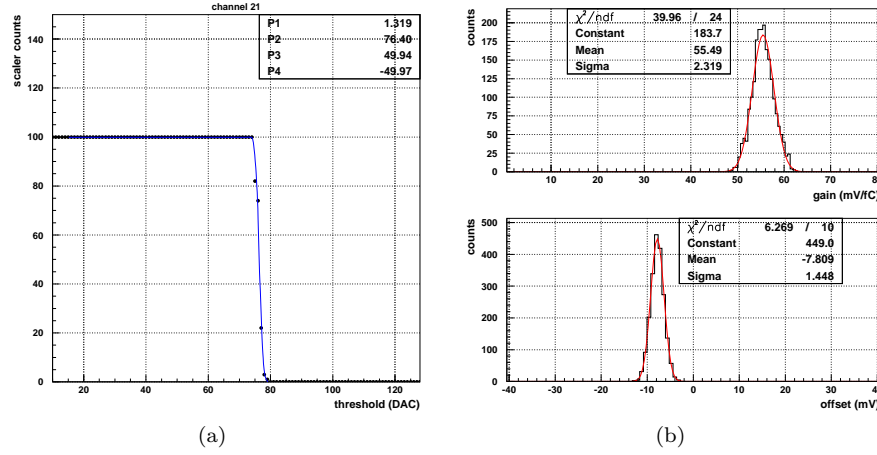 channel 21
scaler counts
140
120
100
80
60
40
20
0
P1 1.319
P2 76.40
P3 49.94
P4 -49.97
20 40 60 80 100 120
threshold (DAC)
(a)
counts
200
175
150
125
100
75
50
25
0
χ²/ndf 39.96 / 24
Constant 183.7
Mean 55.49
Sigma 2.319
10 20 30 40 50 60 70 80
gain (mV/fC)
counts
500
400
300
200
100
0
χ²/ndf 6.269 / 10
Constant 449.0
Mean -7.809
Sigma 1.448
-40 -30 -20 -10 0 10 20 30 40
offset (mV)
(b)